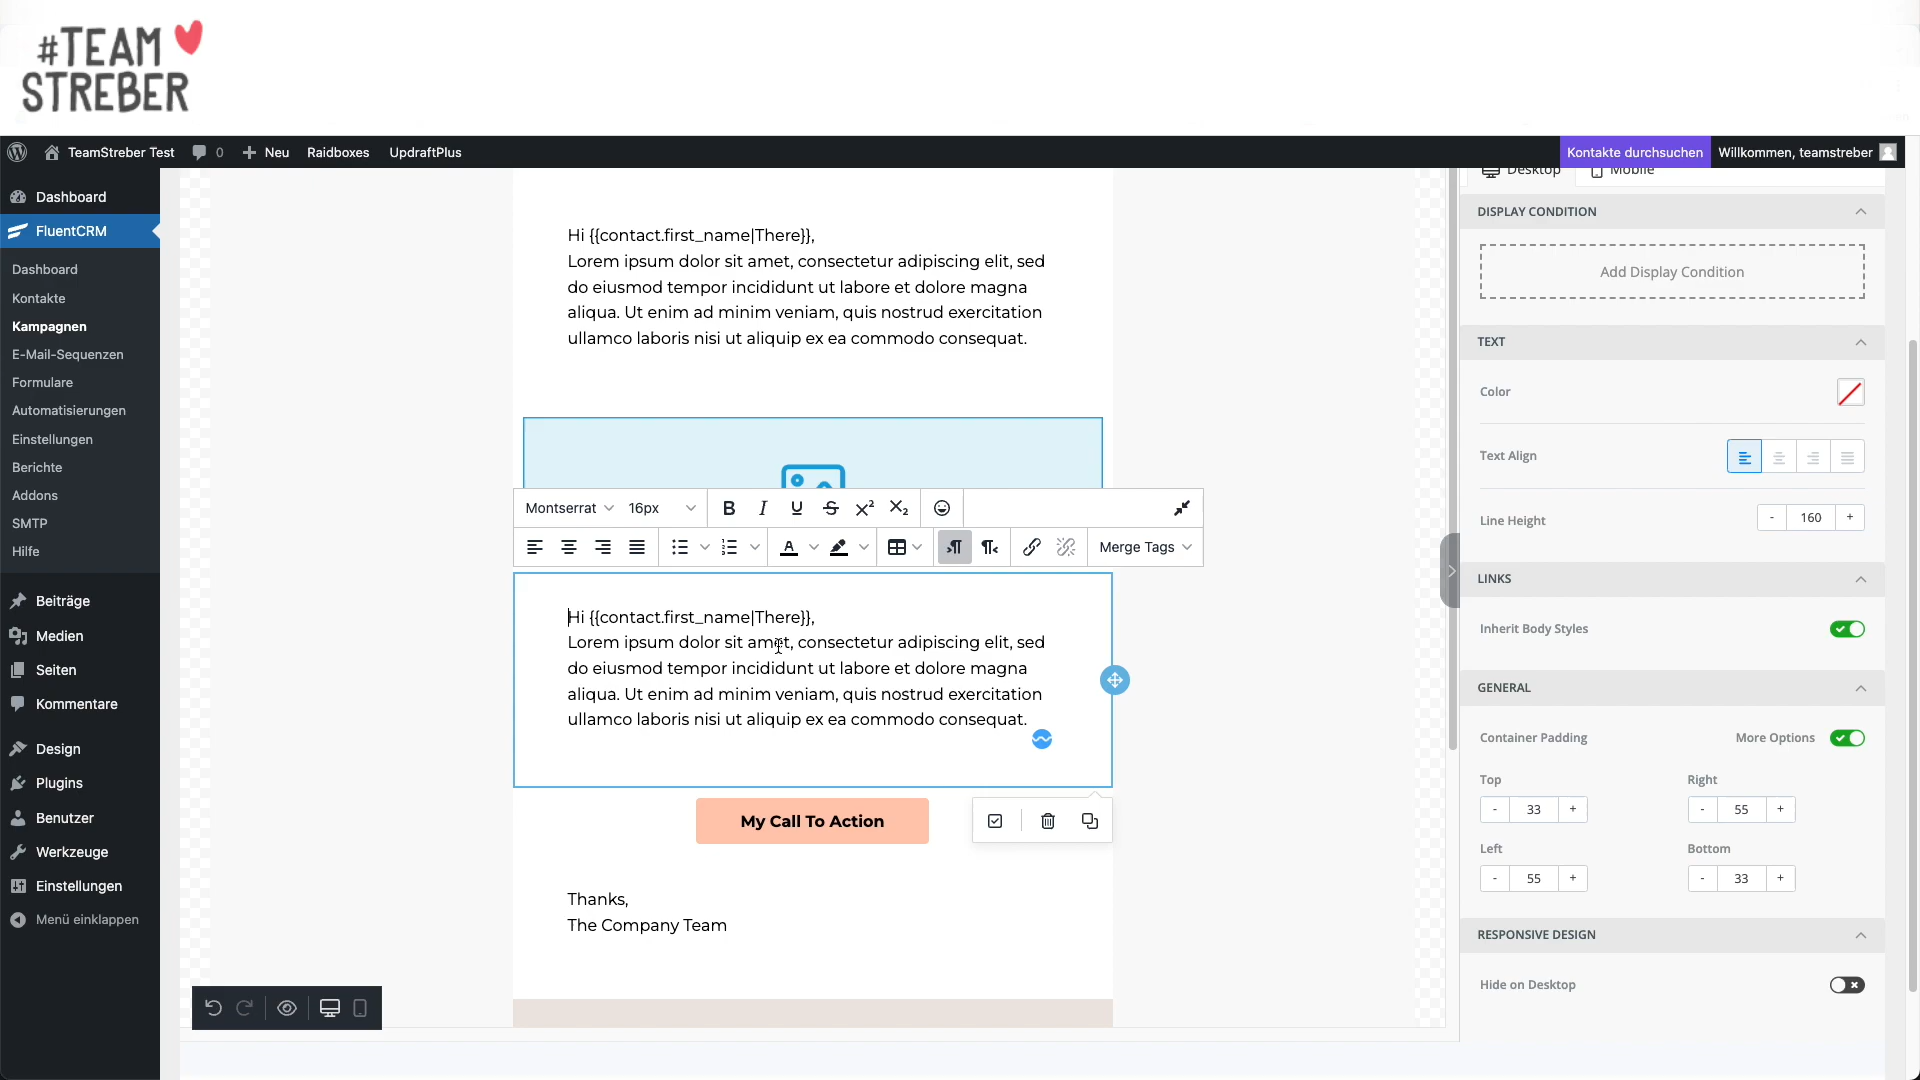 #TEAM
STREBER
TeamStreber Test
0
Neu
Raidboxes
UpdraftPlus
Kontakte durchsuchen
Willkommen, teamstreber
Dashboard
FluentCRM
Dashboard
Kontakte
Kampagnen
E-Mail-Sequenzen
Formulare
Automatisierungen
Einstellungen
Berichte
Addons
SMTP
Hilfe
Beiträge
Medien
Seiten
Kommentare
Design
Plugins
Benutzer
Werkzeuge
Einstellungen
Menü einklappen
Hi {{contact.first_name|There}},
Lorem ipsum dolor sit amet, consectetur adipiscing elit, sed
do eiusmod tempor incididunt ut labore et dolore magna
aliqua. Ut enim ad minim veniam, quis nostrud exercitation
ullamco laboris nisi ut aliquip ex ea commodo consequat.
Montserrat
16px
Merge Tags
Hi {{contact.first_name|There}},
Lorem ipsum dolor sit amet, consectetur adipiscing elit, sed
do eiusmod tempor incididunt ut labore et dolore magna
aliqua. Ut enim ad minim veniam, quis nostrud exercitation
ullamco laboris nisi ut aliquip ex ea commodo consequat.
My Call To Action
Thanks,
The Company Team
Desktop
Mobile
DISPLAY CONDITION
Add Display Condition
TEXT
Color
Text Align
Line Height
- 160 +
LINKS
Inherit Body Styles
GENERAL
Container Padding
More Options
Top
Right
- 33 +
- 55 +
Left
Bottom
- 55 +
- 33 +
RESPONSIVE DESIGN
Hide on Desktop